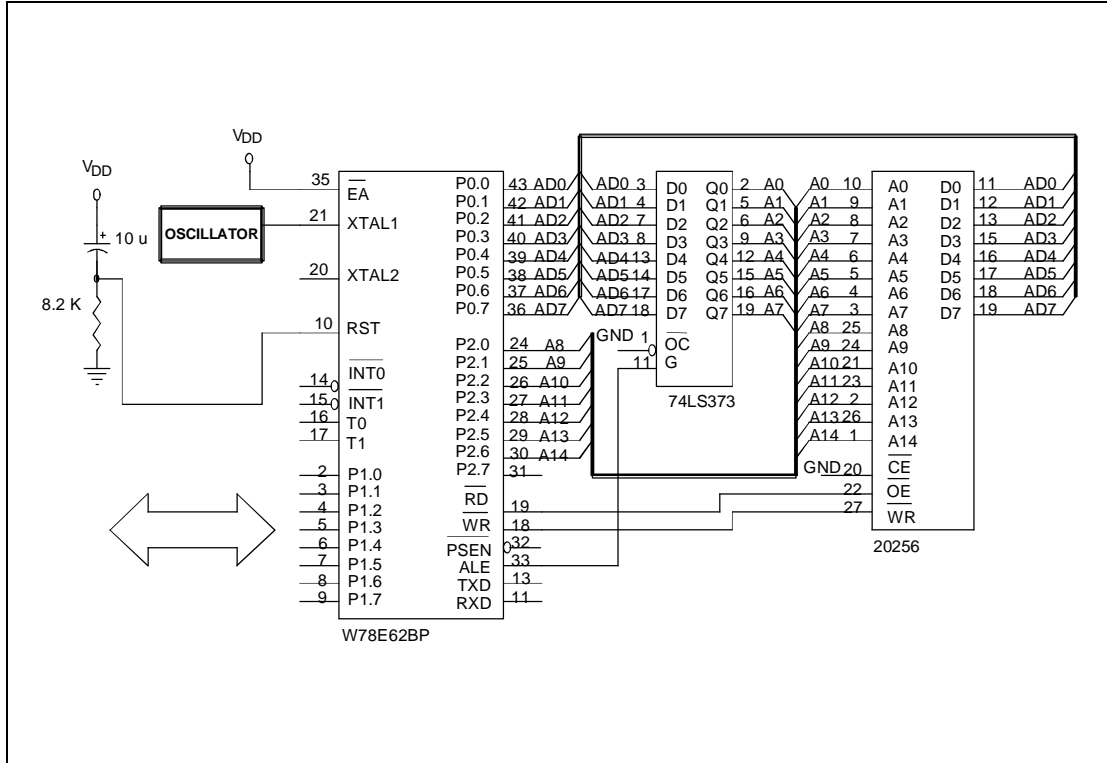 VDD
VDD
10 u
+
8.2 K
OSCILLATOR
35 EA
21 XTAL1
20 XTAL2
10 RST
14 INT0
15 INT1
16 T0
17 T1
2 P1.0
3 P1.1
4 P1.2
5 P1.3
6 P1.4
7 P1.5
8 P1.6
9 P1.7
P0.0 43 AD0
P0.1 42 AD1
P0.2 41 AD2
P0.3 40 AD3
P0.4 39 AD4
P0.5 38 AD5
P0.6 37 AD6
P0.7 36 AD7
P2.0 24 A8
P2.1 25 A9
P2.2 26 A10
P2.3 27 A11
P2.4 28 A12
P2.5 29 A13
P2.6 30 A14
P2.7 31
RD 19
WR 18
PSEN 32
ALE 33
TXD 13
RXD 11
W78E62BP
AD0 3 D0 Q0 2 A0
AD1 4 D1 Q1 5 A1
AD2 7 D2 Q2 6 A2
AD3 8 D3 Q3 9 A3
AD4 13 D4 Q4 12 A4
AD5 14 D5 Q5 15 A5
AD6 17 D6 Q6 16 A6
AD7 18 D7 Q7 19 A7
GND 1 OC
11 G
74LS373
A0 10 A0 D0 11 AD0
A1 9 A1 D1 12 AD1
A2 8 A2 D2 13 AD2
A3 7 A3 D3 15 AD3
A4 6 A4 D4 16 AD4
A5 5 A5 D5 17 AD5
A6 4 A6 D6 18 AD6
A7 3 A7 D7 19 AD7
A8 25 A8
A9 24 A9
A10 21 A10
A11 23 A11
A12 2 A12
A13 26 A13
A14 1 A14
GND 20 CE
22 OE
27 WR
20256